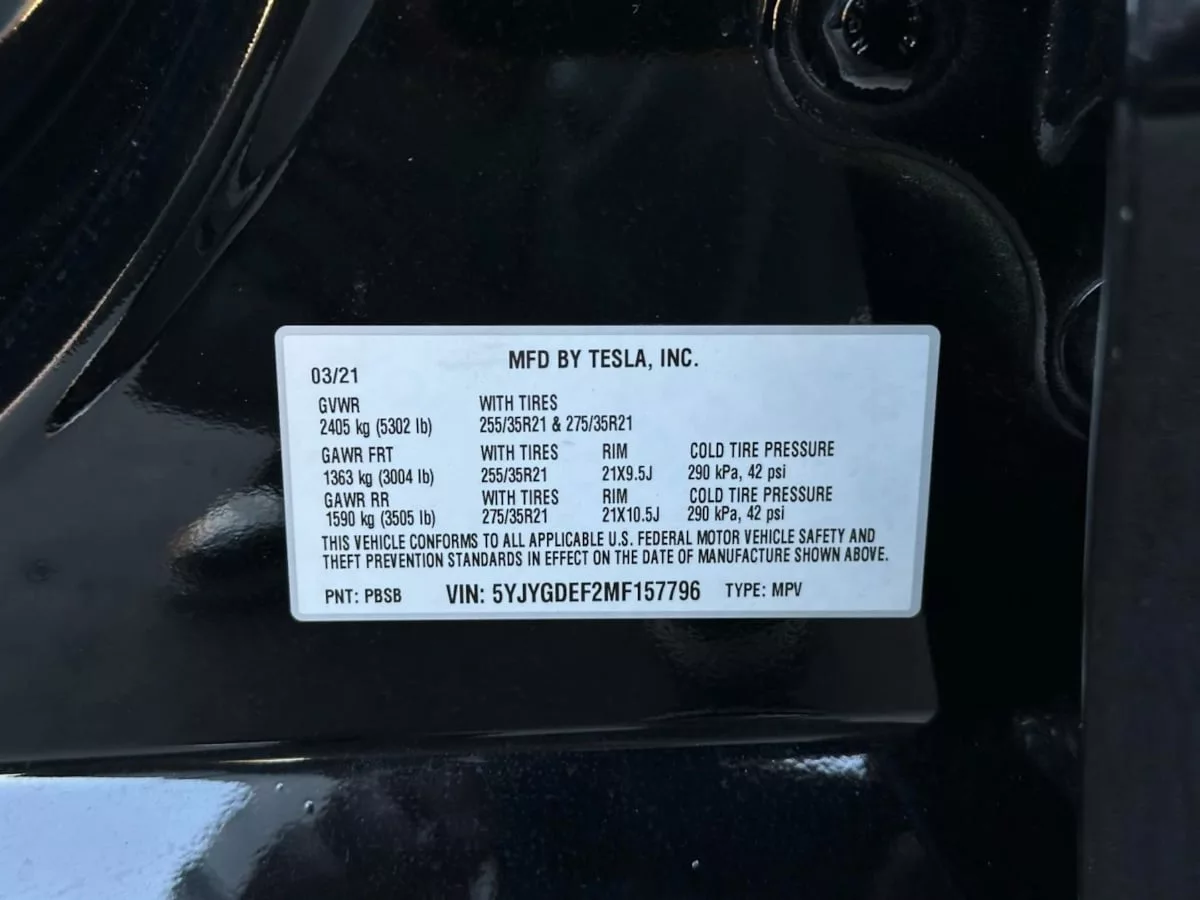 MFD BY TESLA, INC.
03/21
GVWR WITH TIRES
2405 kg (5302 lb) 255/35R21 & 275/35R21
GAWR FRT WITH TIRES RIM COLD TIRE PRESSURE
1363 kg (3004 lb) 255/35R21 21X9.5J 290 kPa, 42 psi
GAWR RR WITH TIRES RIM COLD TIRE PRESSURE
1590 kg (3505 lb) 275/35R21 21X10.5J 290 kPa, 42 psi
THIS VEHICLE CONFORMS TO ALL APPLICABLE U.S. FEDERAL MOTOR VEHICLE SAFETY AND
THEFT PREVENTION STANDARDS IN EFFECT ON THE DATE OF MANUFACTURE SHOWN ABOVE.
PNT: PBSB VIN: 5YJYGDEF2MF157796 TYPE: MPV